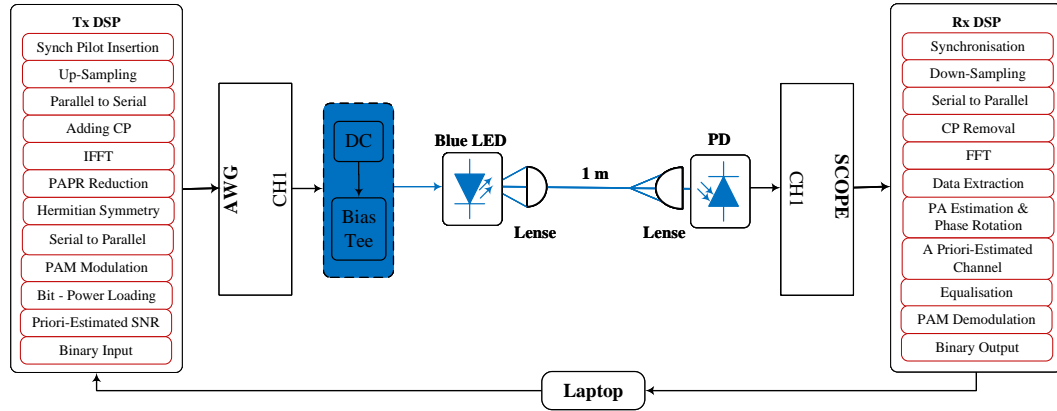 Tx DSP
Synch Pilot Insertion
Up-Sampling
Parallel to Serial
Adding CP
IFFT
PAPR Reduction
Hermitian Symmetry
Serial to Parallel
PAM Modulation
Bit - Power Loading
Priori-Estimated SNR
Binary Input
AWG
CH1
DC
Bias
Tee
Blue LED
Lense
1 m
Lense
PD
CH1
SCOPE
Rx DSP
Synchronisation
Down-Sampling
Serial to Parallel
CP Removal
FFT
Data Extraction
PA Estimation &
Phase Rotation
A Priori-Estimated
Channel
Equalisation
PAM Demodulation
Binary Output
Laptop